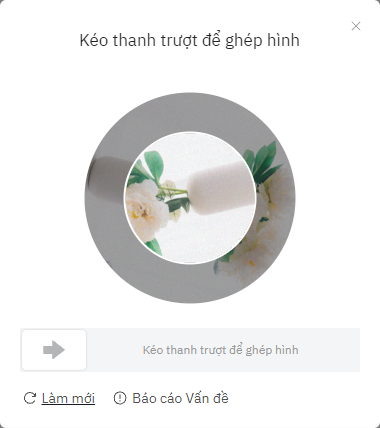 Kéo thanh trượt để ghép hình
Kéo thanh trượt để ghép hình
Làm mới
Báo cáo Vấn đề